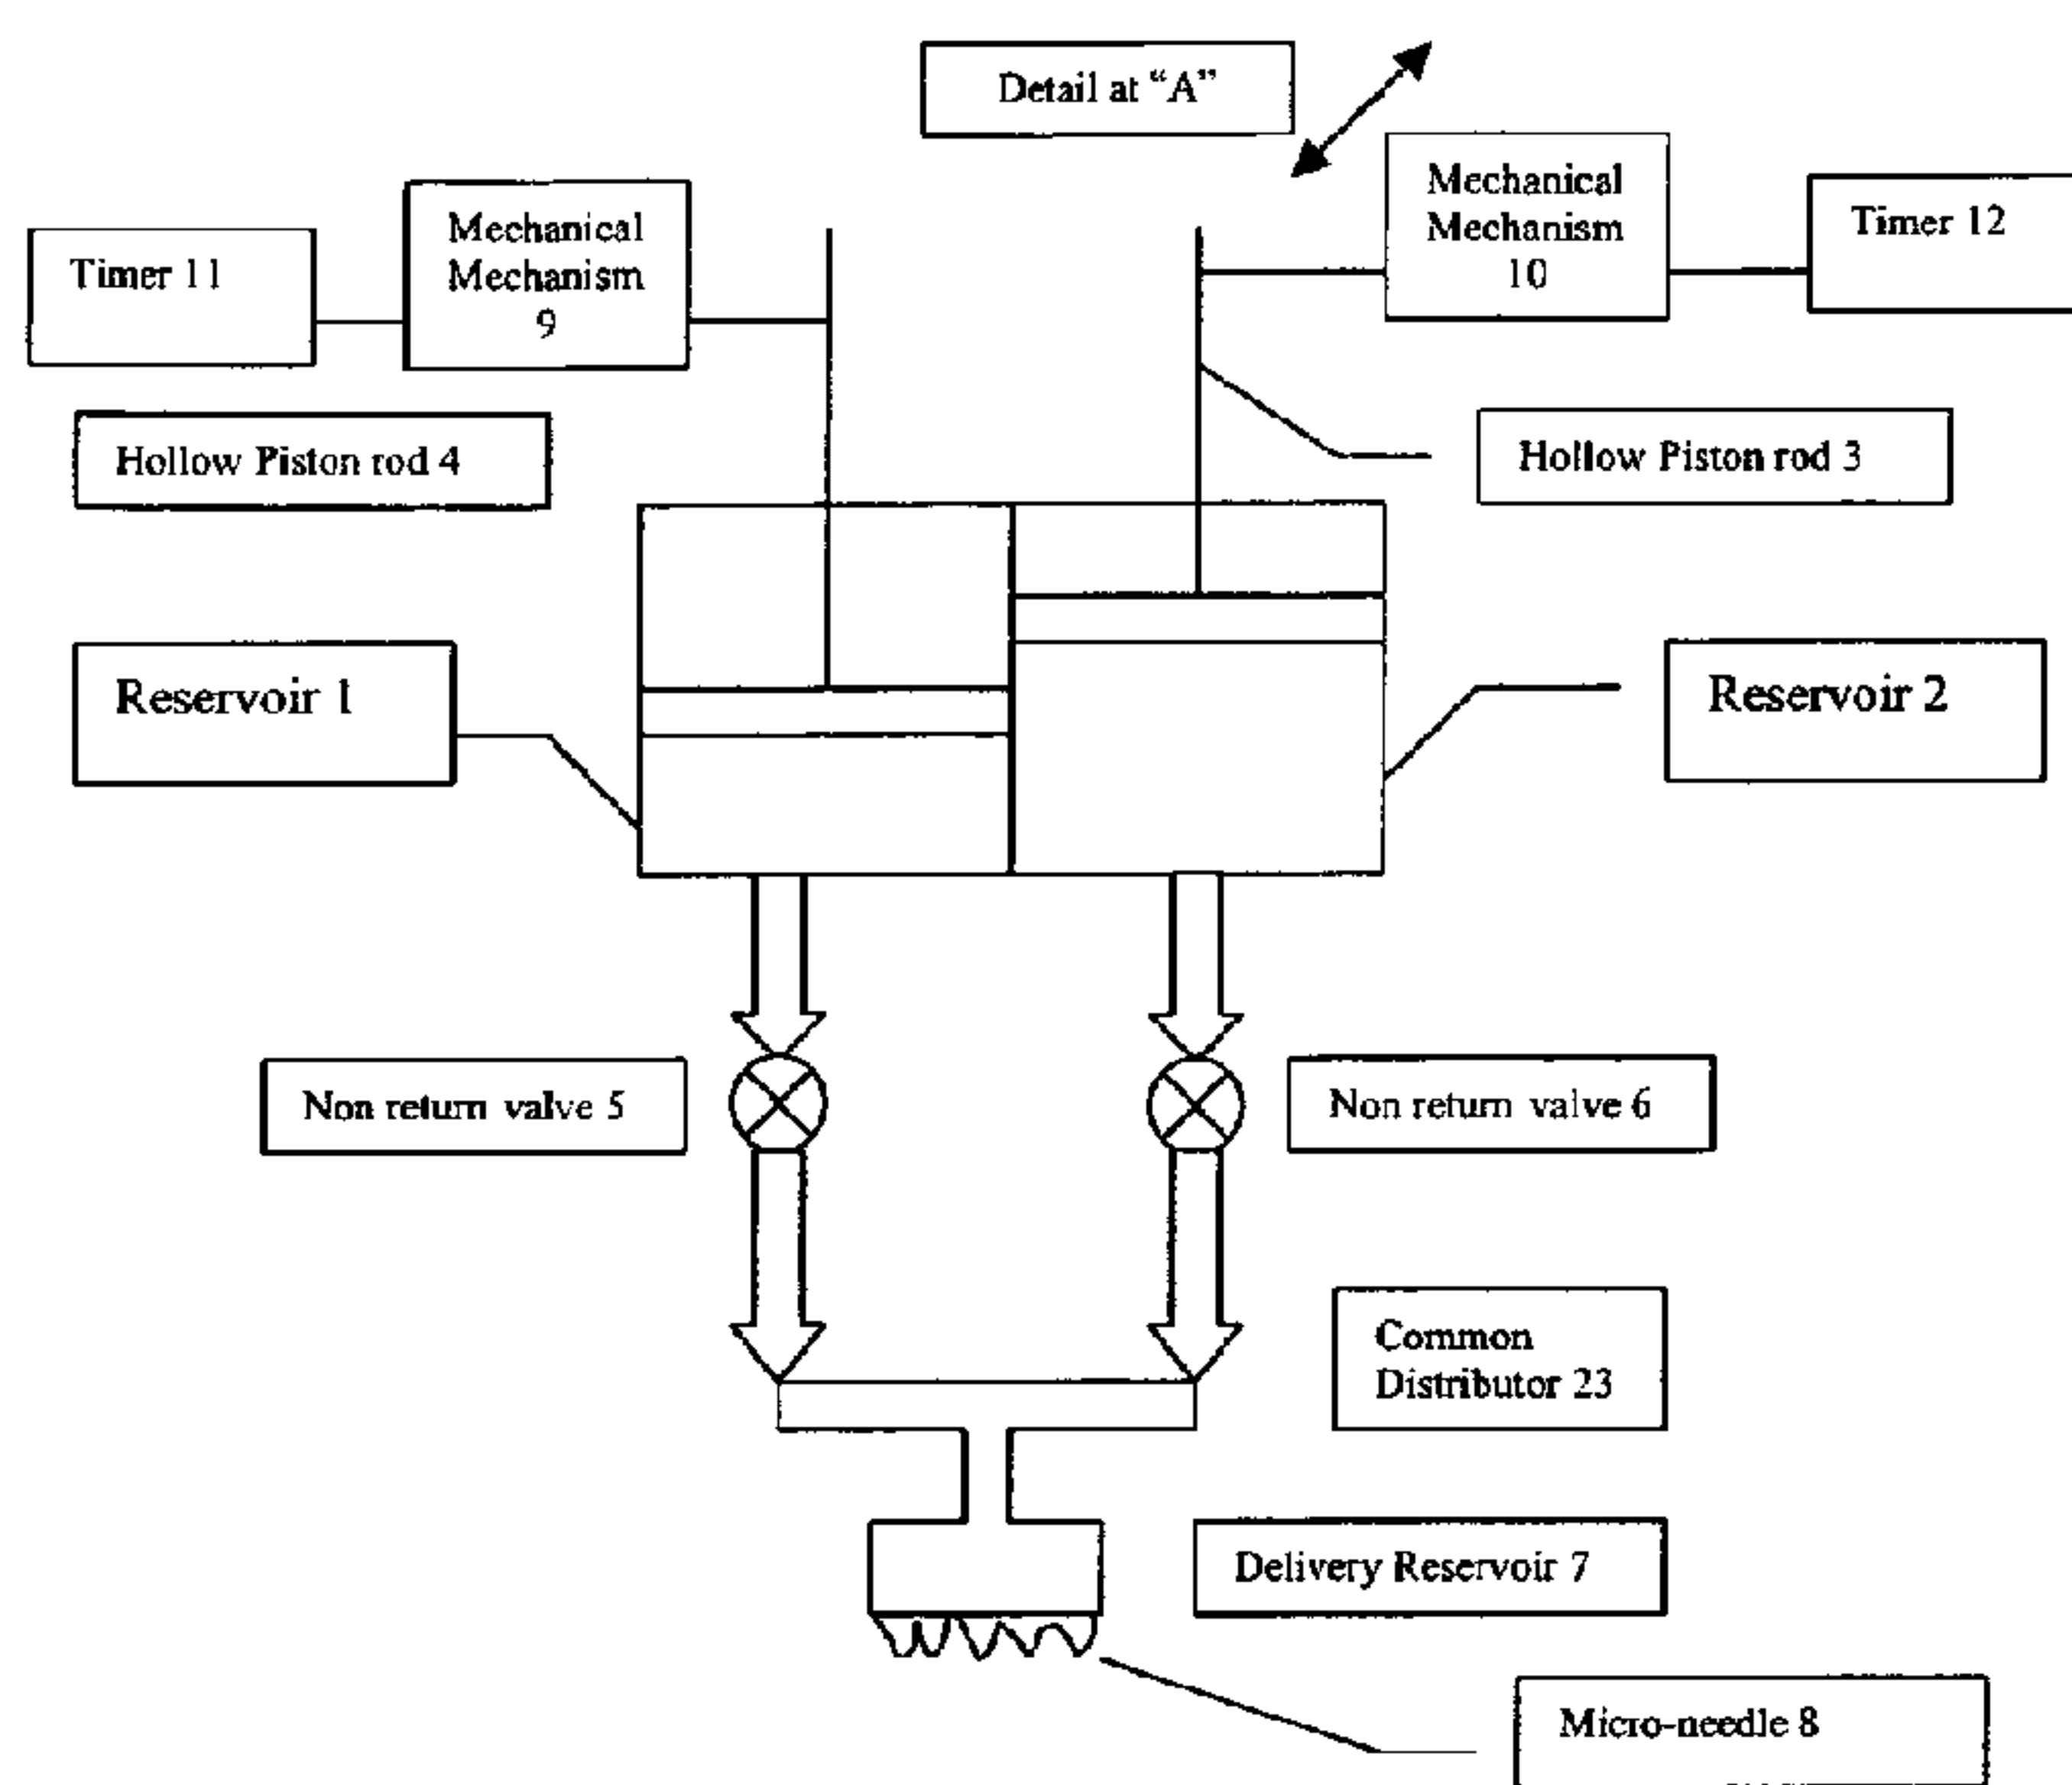 Detail at “A”
Mechanical
Mechanism
10
Timer 12
Mechanical
Mechanism
9
Timer 11
Hollow Piston rod 4
Hollow Piston rod 3
Reservoir 1
Reservoir 2
Non return valve 5
Non return valve 6
Common
Distributor 23
Delivery Reservoir 7
Micro-needle 8